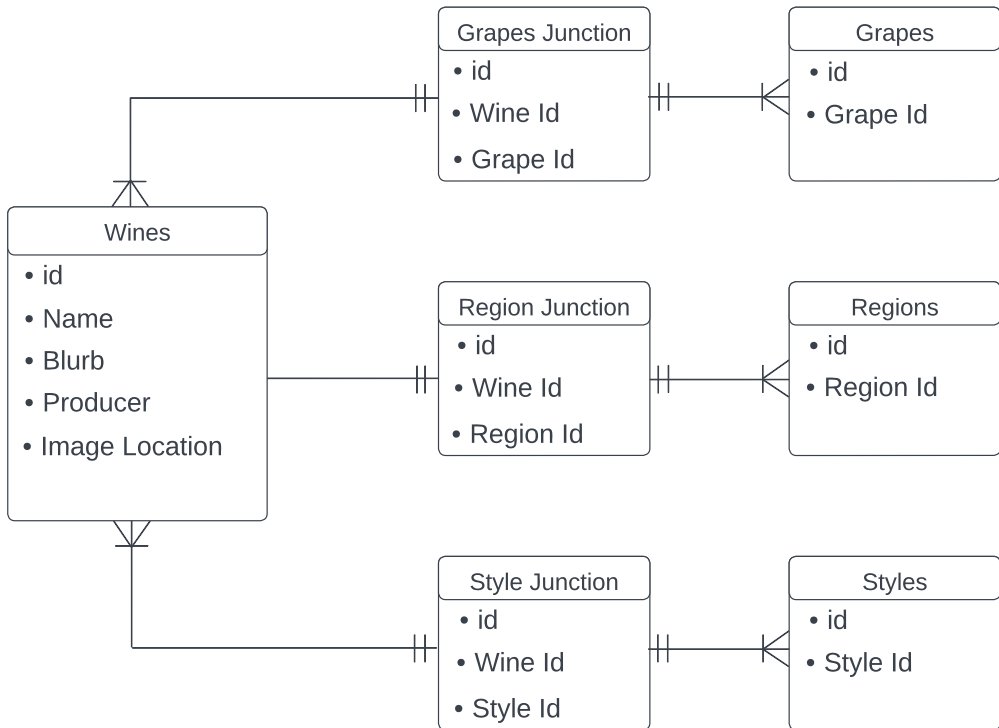 Grapes Junction
• id
• Wine Id
• Grape Id
Grapes
• id
• Grape Id
Wines
• id
• Name
• Blurb
• Producer
• Image Location
Region Junction
• id
• Wine Id
• Region Id
Regions
• id
• Region Id
Style Junction
• id
• Wine Id
• Style Id
Styles
• id
• Style Id